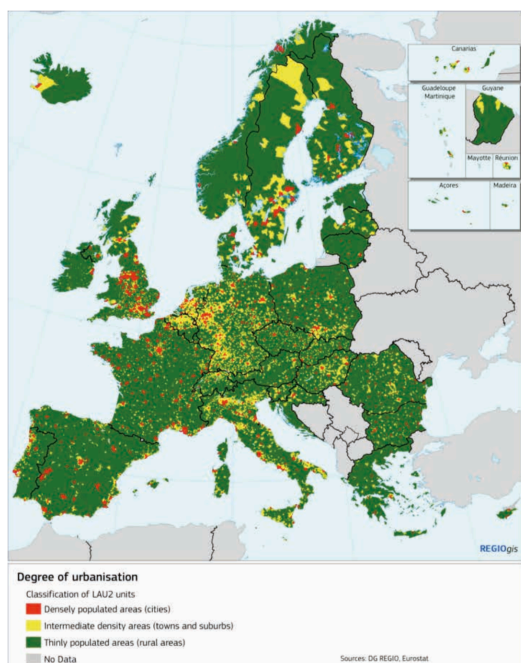 Canarias
Guadeloupe
Martinique
Guyane
Mayotte
Réunion
Açores
Madeira
REGIOgis
Degree of urbanisation
Classification of LAU2 units
Densely populated areas (cities)
Intermediate density areas (towns and suburbs)
Thinly populated areas (rural areas)
No Data
Sources: DG REGIO, Eurostat